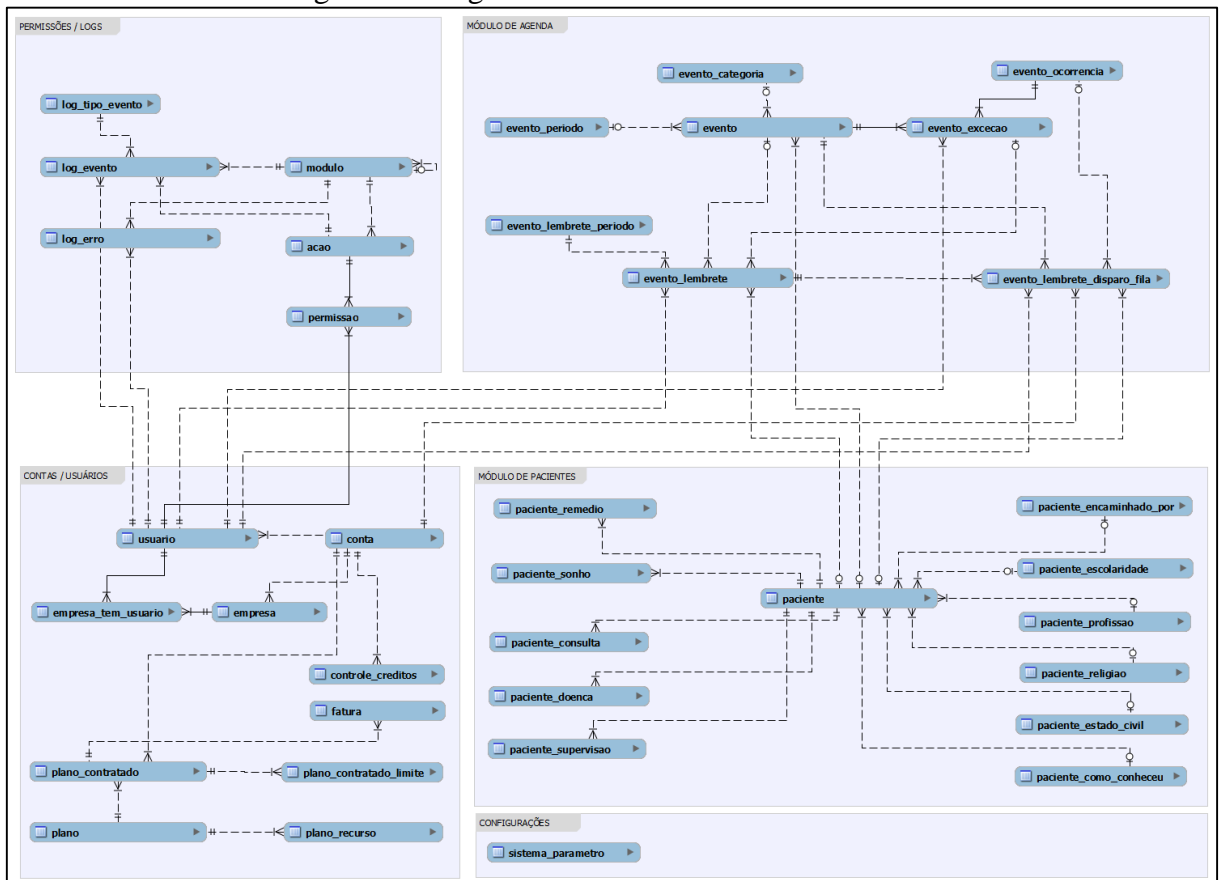 PERMISSÕES / LOGS
log_tipo_evento
log_evento
modulo
log_erro
acao
permissao
MÓDULO DE AGENDA
evento_categoria
evento_ocorrencia
evento_periodo
evento
evento_excecao
evento_lembrete_periodo
evento_lembrete
evento_lembrete_disparo_fila
CONTAS / USUÁRIOS
usuario
conta
empresa_tem_usuario
empresa
controle_creditos
fatura
plano_contratado
plano_contratado_limite
plano
plano_recurso
MÓDULO DE PACIENTES
paciente_remedio
paciente_encaminhado_por
paciente_sonho
paciente_escolaridade
paciente
paciente_profissao
paciente_consulta
paciente_religiao
paciente_doenca
paciente_estado_civil
paciente_supervisao
paciente_como_conheceu
CONFIGURAÇÕES
sistema_parametro